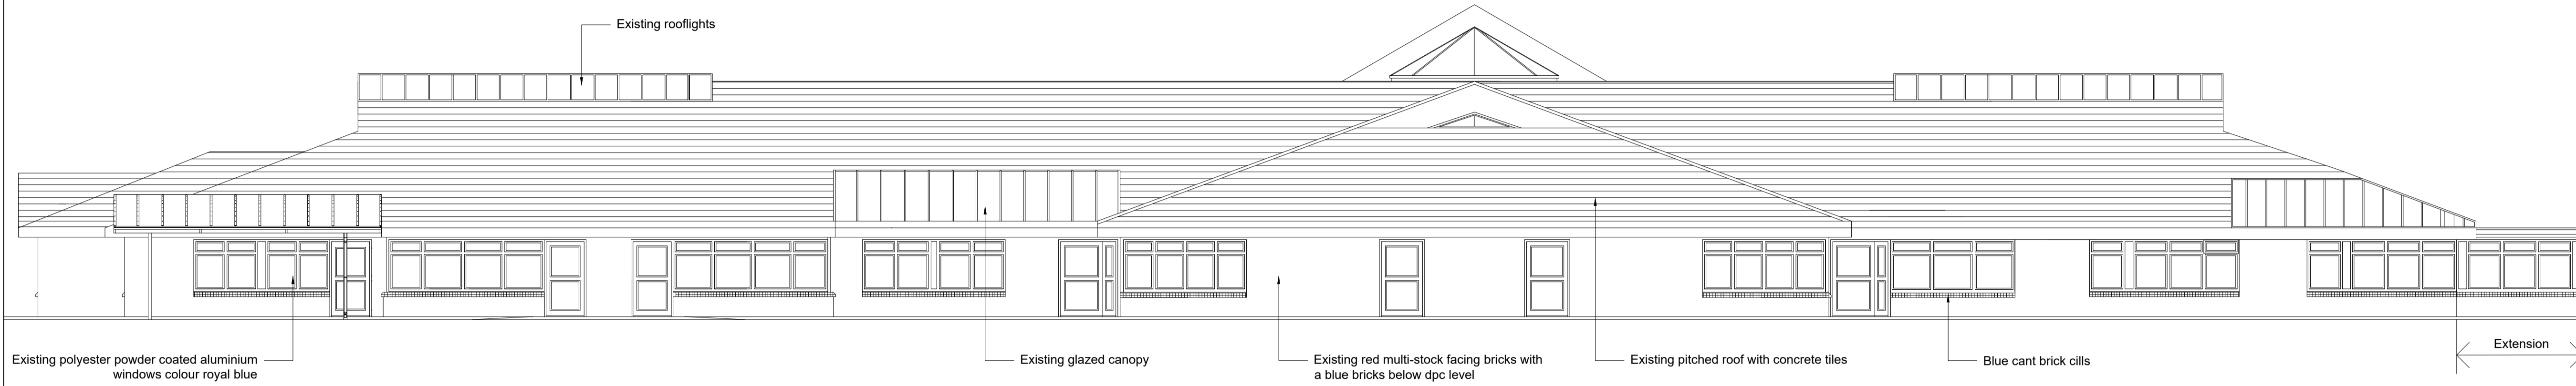 Existing rooflights
Existing polyester powder coated aluminium
windows colour royal blue
Existing glazed canopy
Existing red multi-stock facing bricks with
a blue bricks below dpc level
Existing pitched roof with concrete tiles
Blue cant brick cills
Extension